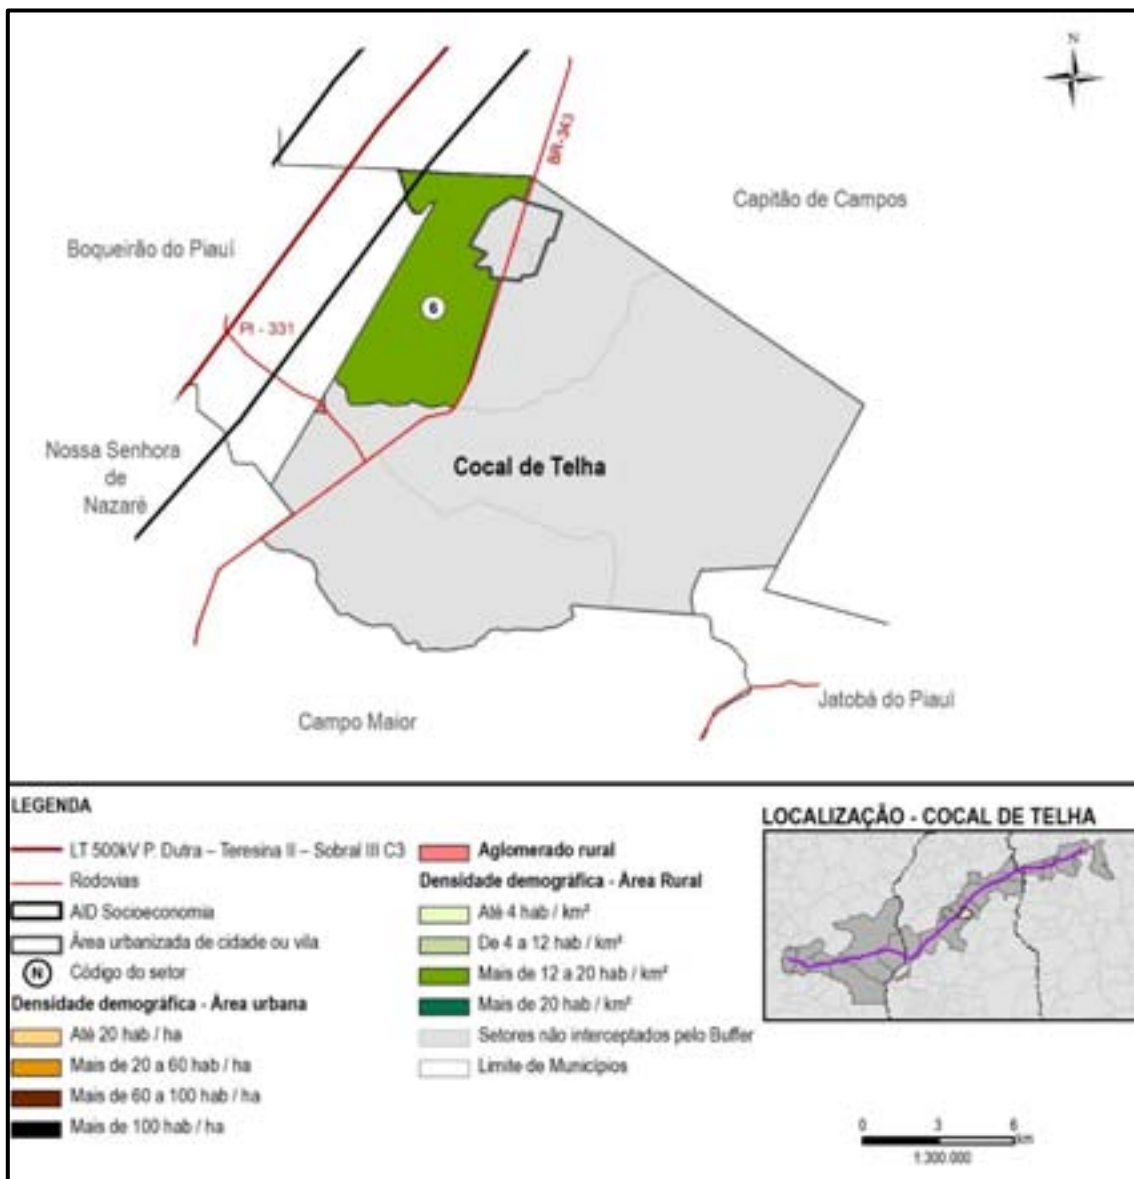 N
BR-343
Capitão de Campos
Boqueirão do Piauí
6
PI - 331
Nossa Senhora
de
Nazaré
Cocal de Telha
Campo Maior
Jatobá do Piauí
LEGENDA
LT 500kV P. Dutra – Teresina II – Sobral III C3
Rodovias
AID Socioeconomia
Área urbanizada de cidade ou vila
N Código do setor
Densidade demográfica - Área urbana
Até 20 hab / ha
Mais de 20 a 60 hab / ha
Mais de 60 a 100 hab / ha
Mais de 100 hab / ha
Aglomerado rural
Densidade demográfica - Área Rural
Até 4 hab / km²
De 4 a 12 hab / km²
Mais de 12 a 20 hab / km²
Mais de 20 hab / km²
Setores não interceptados pelo Buffer
Limite de Municípios
LOCALIZAÇÃO - COCAL DE TELHA
0 3 6
km
1:300.000